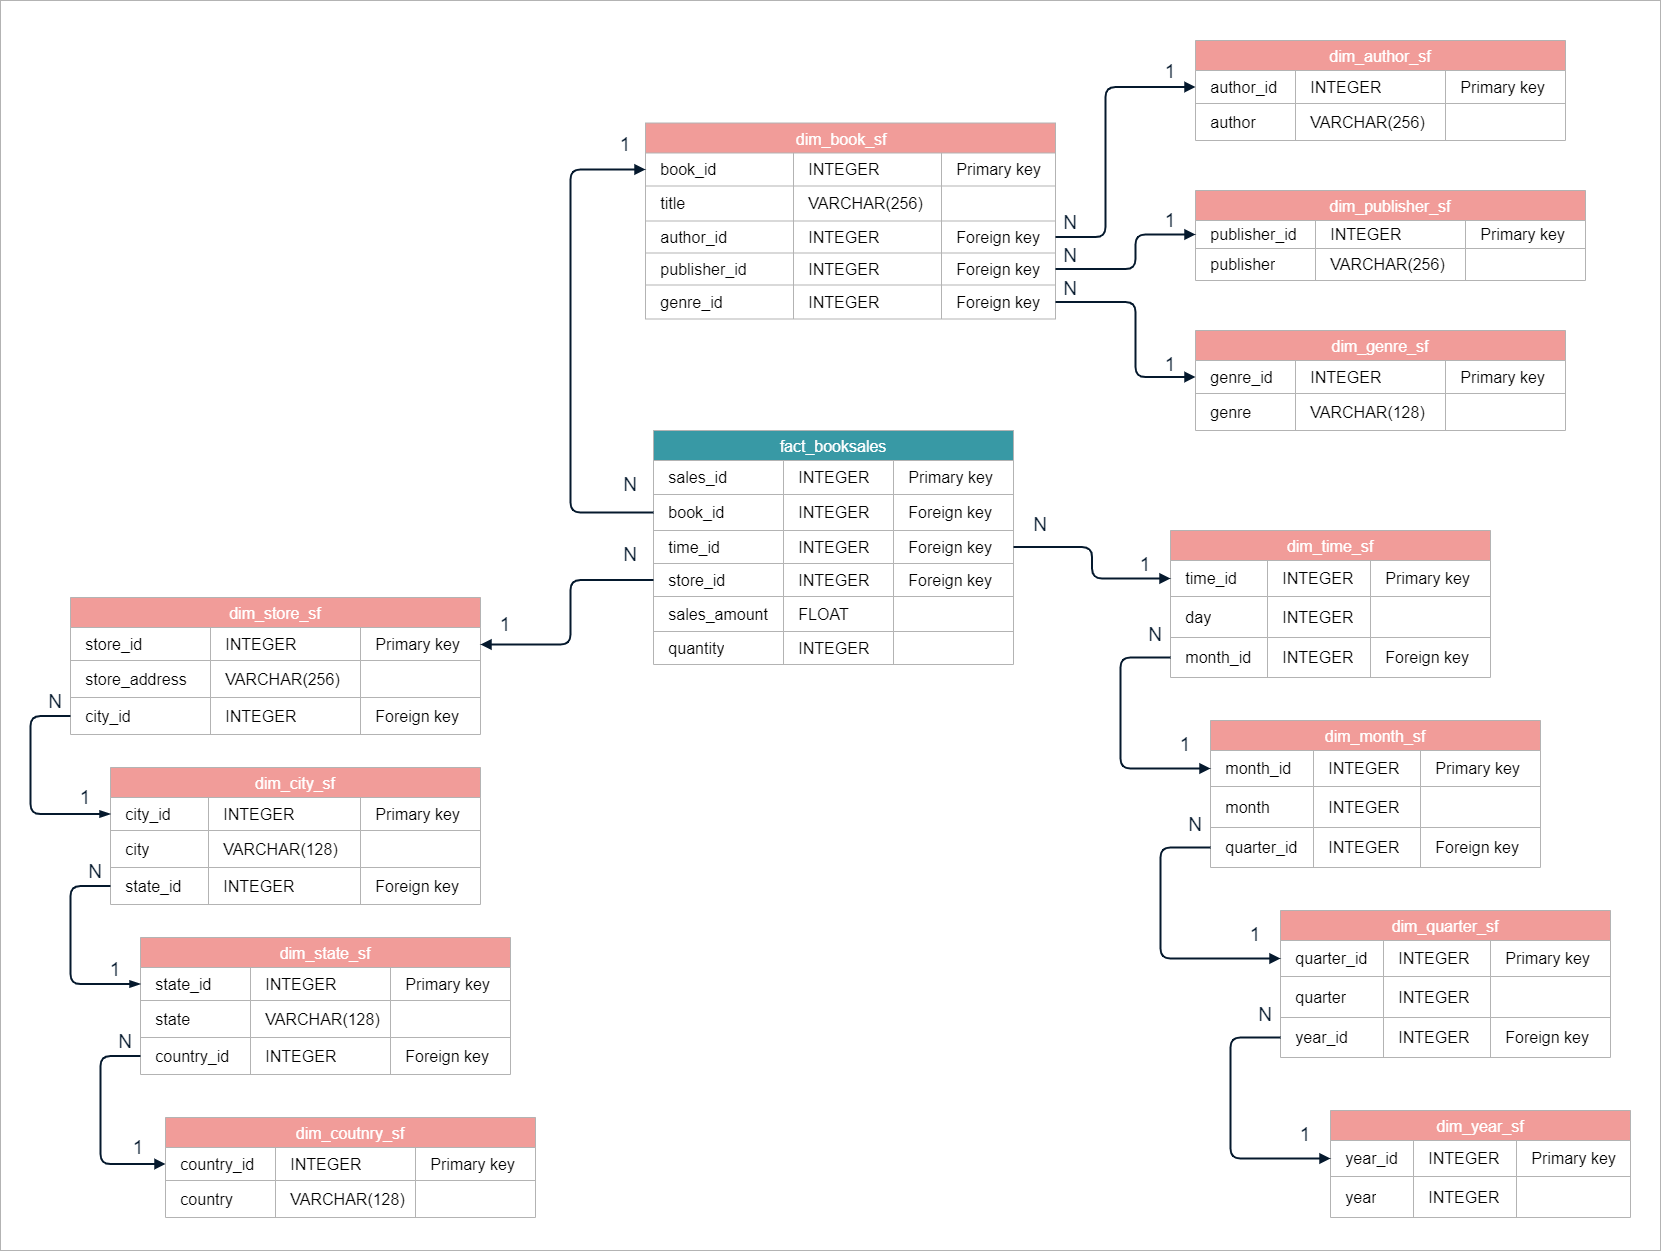 dim_author_sf
author_id INTEGER Primary key
author VARCHAR(256)
1
dim_book_sf
book_id INTEGER Primary key
title VARCHAR(256)
author_id INTEGER Foreign key
publisher_id INTEGER Foreign key
genre_id INTEGER Foreign key
1
N
N
N
dim_publisher_sf
publisher_id INTEGER Primary key
publisher VARCHAR(256)
1
dim_genre_sf
genre_id INTEGER Primary key
genre VARCHAR(128)
1
fact_booksales
sales_id INTEGER Primary key
book_id INTEGER Foreign key
time_id INTEGER Foreign key
store_id INTEGER Foreign key
sales_amount FLOAT
quantity INTEGER
N
N
N
dim_store_sf
store_id INTEGER Primary key
store_address VARCHAR(256)
city_id INTEGER Foreign key
1
N
dim_city_sf
city_id INTEGER Primary key
city VARCHAR(128)
state_id INTEGER Foreign key
1
N
dim_state_sf
state_id INTEGER Primary key
state VARCHAR(128)
country_id INTEGER Foreign key
1
N
dim_coutnry_sf
country_id INTEGER Primary key
country VARCHAR(128)
1
dim_time_sf
time_id INTEGER Primary key
day INTEGER
month_id INTEGER Foreign key
1
N
dim_month_sf
month_id INTEGER Primary key
month INTEGER
quarter_id INTEGER Foreign key
1
N
dim_quarter_sf
quarter_id INTEGER Primary key
quarter INTEGER
year_id INTEGER Foreign key
1
N
dim_year_sf
year_id INTEGER Primary key
year INTEGER
1